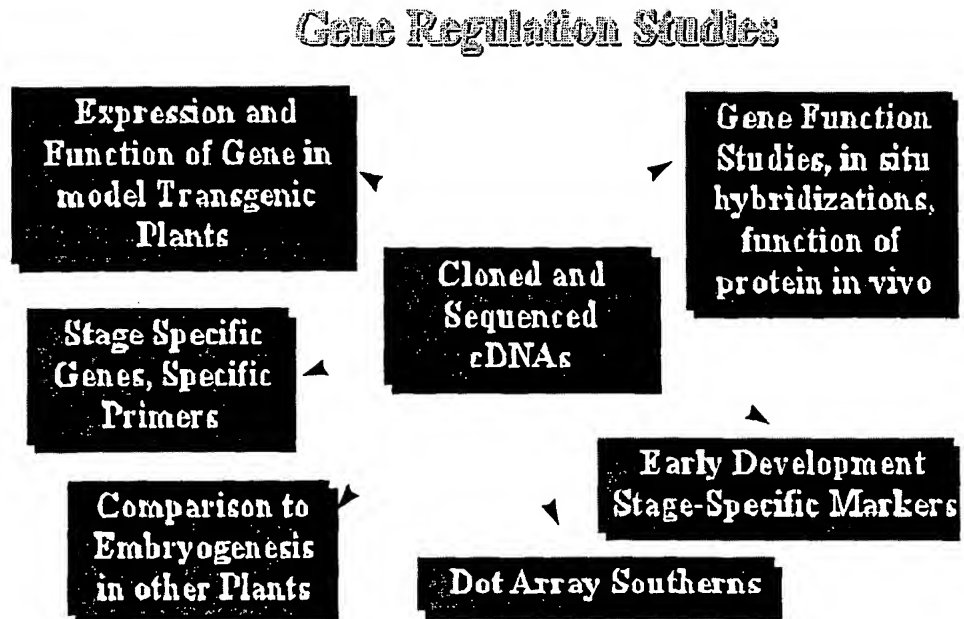 Gene Regulation Studies
Expression and
Function of Gene in
model Transgenic
Plants
Gene Function
Studies, in situ
hybridizations,
function of
protein in vivo
Cloned and
Sequenced
cDNAs
Stage Specific
Genes, Specific
Primers
Early Development
Stage-Specific Markers
Comparison to
Embryogenesis
in other Plants
Dot Array Southerns